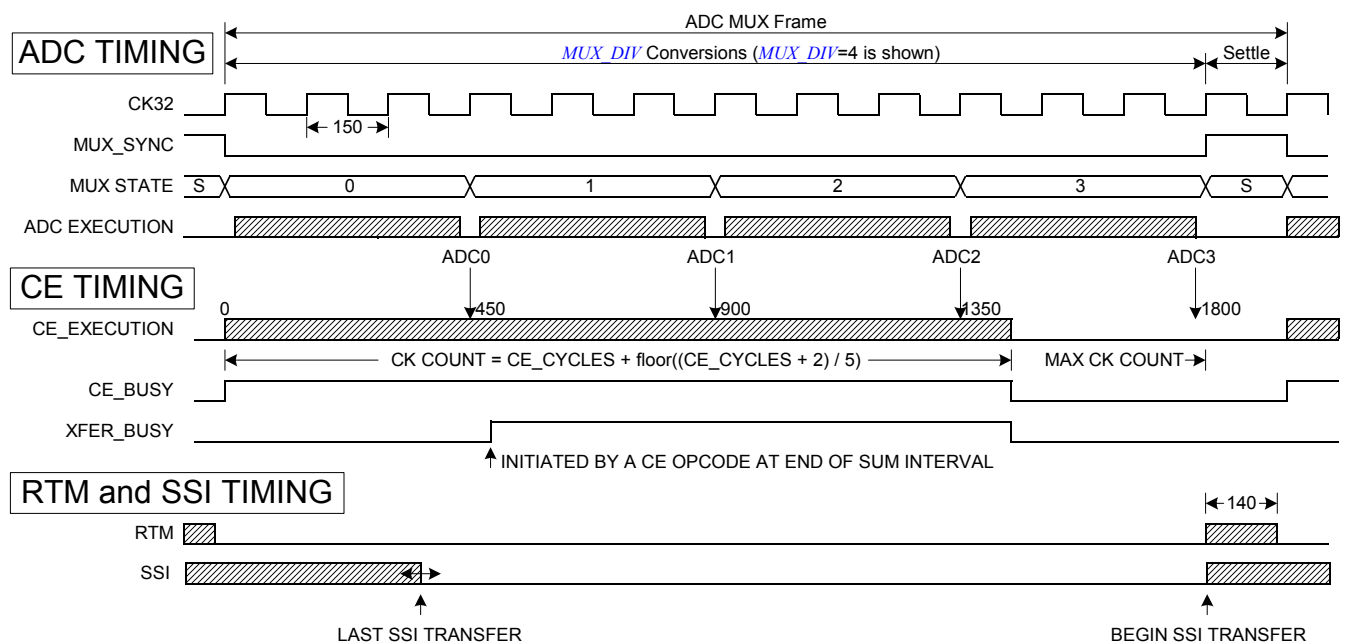 ADC MUX Frame
ADC TIMING
MUX_DIV Conversions (MUX_DIV=4 is shown)
Settle
CK32
150
MUX_SYNC
MUX STATE
S
0
1
2
3
S
ADC EXECUTION
ADC0
ADC1
ADC2
ADC3
CE TIMING
0
450
900
1350
1800
CE_EXECUTION
CK COUNT = CE_CYCLES + floor((CE_CYCLES + 2) / 5)
MAX CK COUNT
CE_BUSY
XFER_BUSY
INITIATED BY A CE OPCODE AT END OF SUM INTERVAL
RTM and SSI TIMING
140
RTM
SSI
LAST SSI TRANSFER
BEGIN SSI TRANSFER